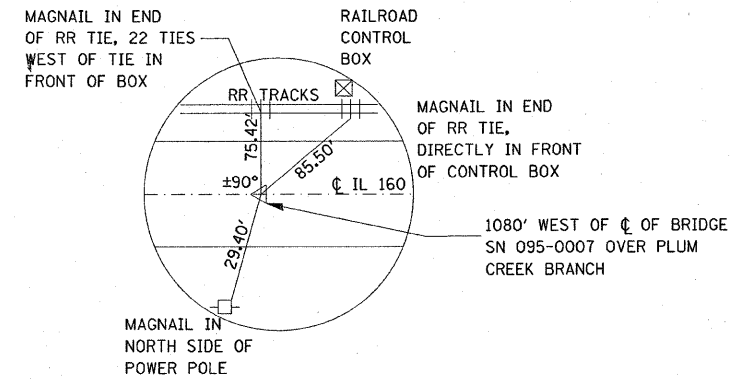 MAGNAIL IN END
OF RR TIE, 22 TIES
WEST OF TIE IN
FRONT OF BOX
RAILROAD
CONTROL
BOX
RR TRACKS
MAGNAIL IN END
OF RR TIE,
DIRECTLY IN FRONT
OF CONTROL BOX
75.42'
85.50'
±90°
℄ IL 160
29.40'
1080' WEST OF ℄ OF BRIDGE
SN 095-0007 OVER PLUM
CREEK BRANCH
MAGNAIL IN
NORTH SIDE OF
POWER POLE